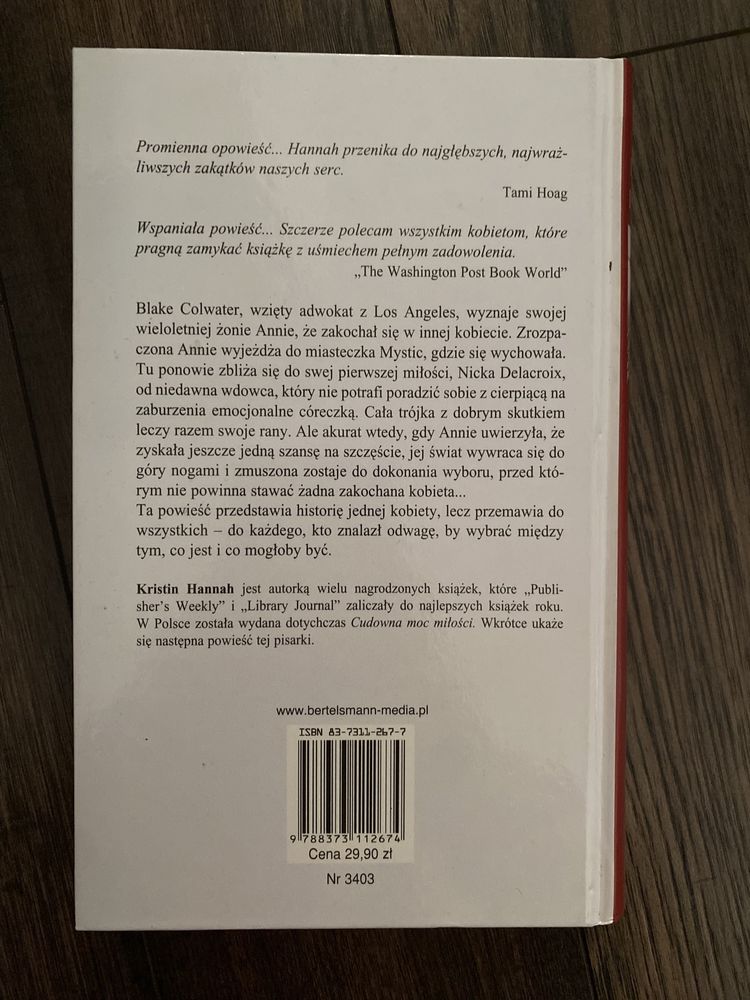 Promienna opowieść... Hannah przenika do najgłębszych, najwraż-
liwszych zakątków naszych serc.
Tami Hoag
Wspaniała powieść... Szczerze polecam wszystkim kobietom, które
pragną zamykać książkę z uśmiechem pełnym zadowolenia.
„The Washington Post Book World”
Blake Colwater, wzięty adwokat z Los Angeles, wyznaje swojej
wieloletniej żonie Annie, że zakochał się w innej kobiecie. Zrozpa-
czona Annie wyjeżdża do miasteczka Mystic, gdzie się wychowała.
Tu ponownie zbliża się do swej pierwszej miłości, Nicka Delacroix,
od niedawna wdowca, który nie potrafi poradzić sobie z cierpiącą na
zaburzenia emocjonalne córeczką. Cała trójka z dobrym skutkiem
leczy razem swoje rany. Ale akurat wtedy, gdy Annie uwierzyła, że
zyskała jeszcze jedną szansę na szczęście, jej świat wywraca się do
góry nogami i zmuszona zostaje do dokonania wyboru, przed któ-
rym nie powinna stawać żadna zakochana kobieta...
Ta powieść przedstawia historię jednej kobiety, lecz przemawia do
wszystkich – do każdego, kto znalazł odwagę, by wybrać między
tym, co jest i co mogłoby być.
Kristin Hannah jest autorką wielu nagrodzonych książek, które „Publi-
sher’s Weekly” i „Library Journal” zaliczały do najlepszych książek roku.
W Polsce została wydana dotychczas Cudowna moc miłości. Wkrótce ukaże
się następna powieść tej pisarki.
www.bertelsmann-media.pl
ISBN 83-7311-267-7
9 788373 112674
Cena 29,90 zł
Nr 3403